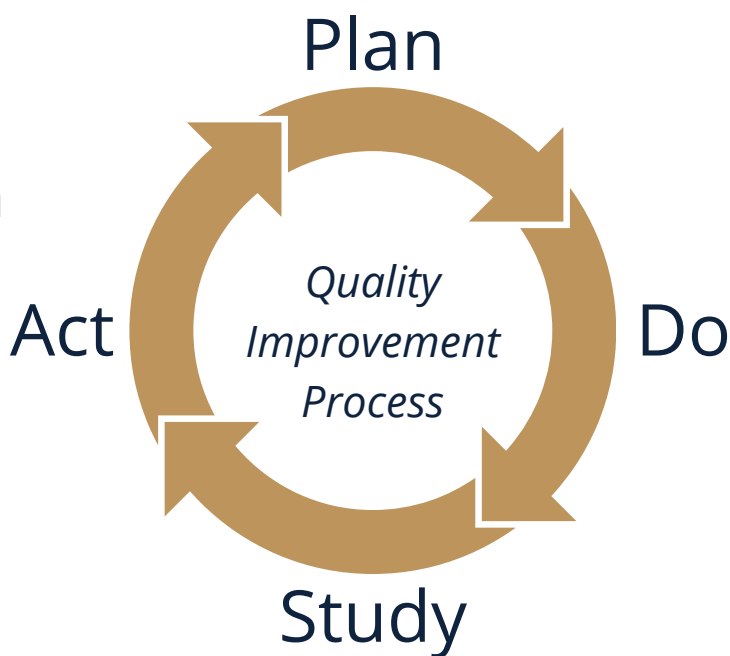 Plan
Act
Quality
Improvement
Process
Do
Study